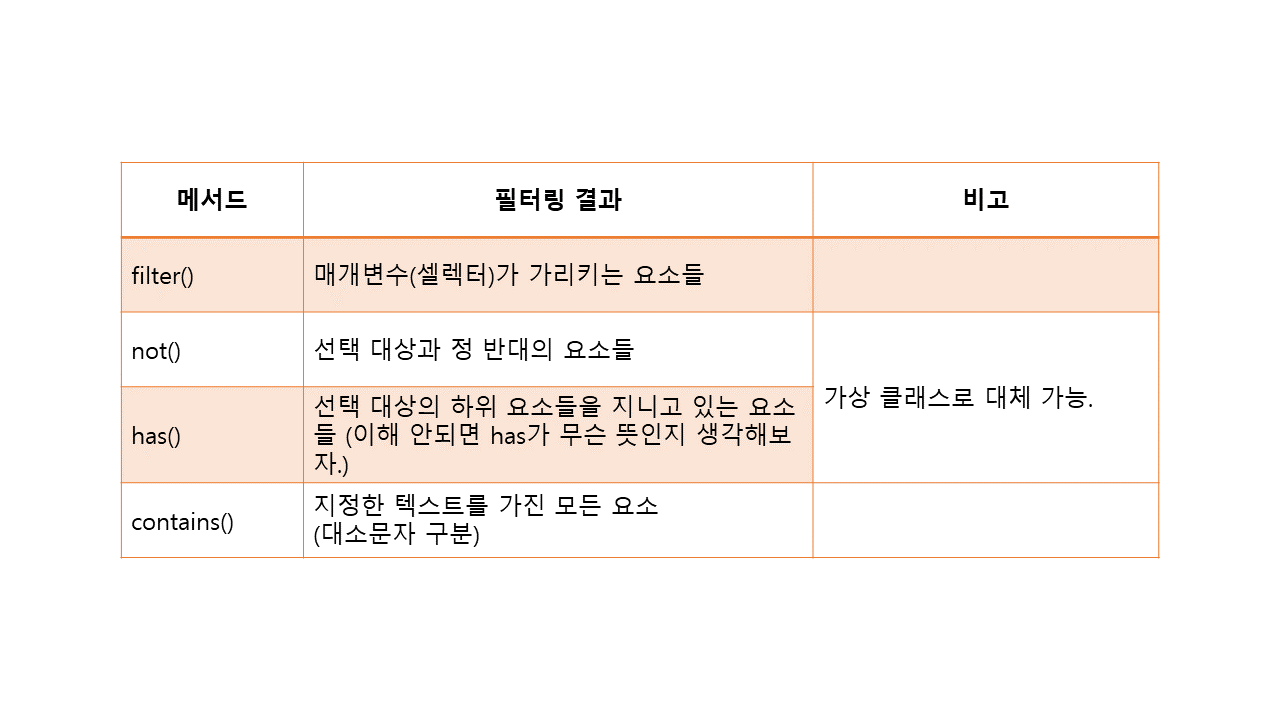 메서드
필터링 결과
비고
filter()
매개변수(셀렉터)가 가리키는 요소들
not()
선택 대상과 정 반대의 요소들
가상 클래스로 대체 가능.
has()
선택 대상의 하위 요소들을 지니고 있는 요소
들 (이해 안되면 has가 무슨 뜻인지 생각해보
자.)
contains()
지정한 텍스트를 가진 모든 요소
(대소문자 구분)